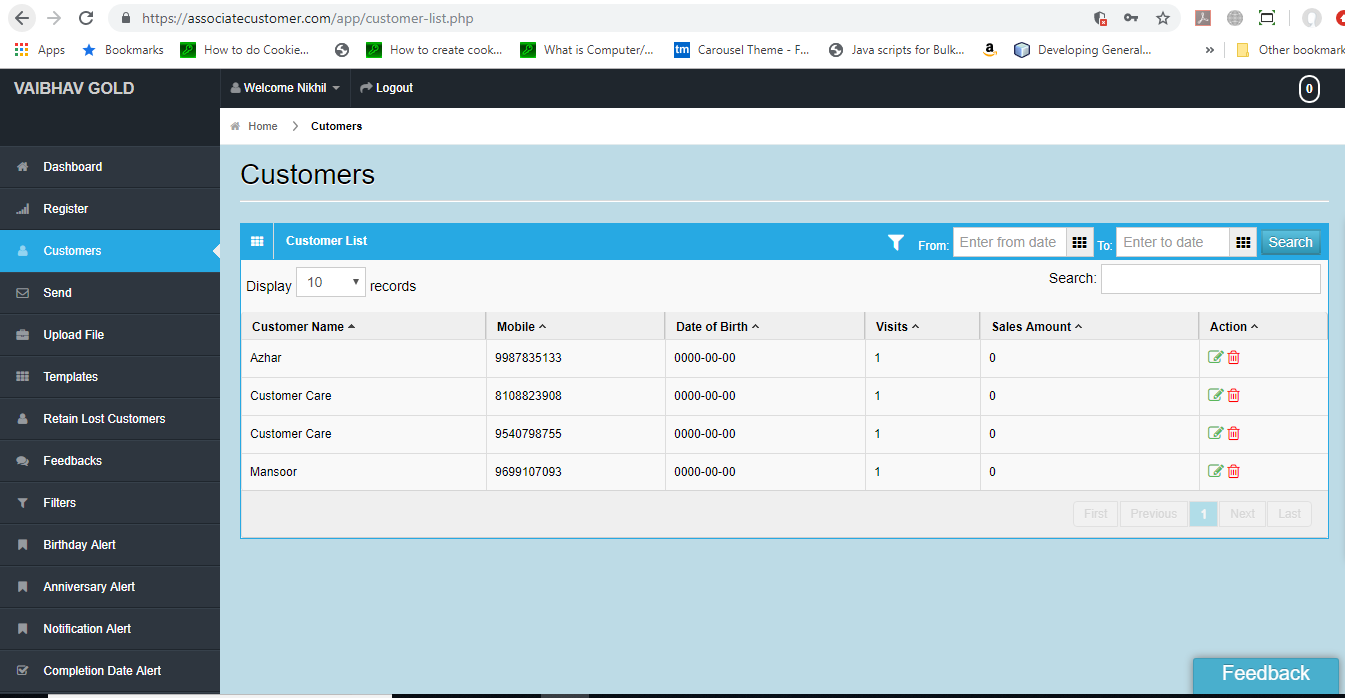 https://associatecustomer.com/app/customer-list.php
Apps Bookmarks How to do Cookie... How to create cook... What is Computer/... tm Carousel Theme - F... Java scripts for Bulk... a Developing General... » Other bookmark
VAIBHAV GOLD Welcome Nikhil Logout 0
Home Cutomers
Dashboard
Register
Customers
Send
Upload File
Templates
Retain Lost Customers
Feedbacks
Filters
Birthday Alert
Anniversary Alert
Notification Alert
Completion Date Alert
Customers
Customer List From: Enter from date To: Enter to date Search
Display 10 records Search:
Customer Name Mobile Date of Birth Visits Sales Amount Action
Azhar 9987835133 0000-00-00 1 0
Customer Care 8108823908 0000-00-00 1 0
Customer Care 9540798755 0000-00-00 1 0
Mansoor 9699107093 0000-00-00 1 0
First Previous 1 Next Last
Feedback